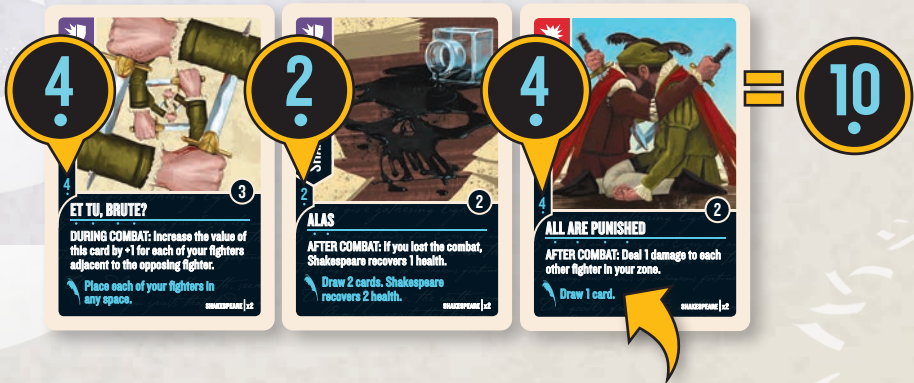 4
2
4
=
10
4
3
ET TU, BRUTE?
DURING COMBAT: Increase the value of
this card by +1 for each of your fighters
adjacent to the opposing fighter.
Place each of your fighters in
any space.
SHAKESPEARE | x2
2
2
ALAS
AFTER COMBAT: If you lost the combat,
Shakespeare recovers 1 health.
Draw 2 cards. Shakespeare
recovers 2 health.
SHAKESPEARE | x2
4
2
ALL ARE PUNISHED
AFTER COMBAT: Deal 1 damage to each
other fighter in your zone.
Draw 1 card.
SHAKESPEARE | x2